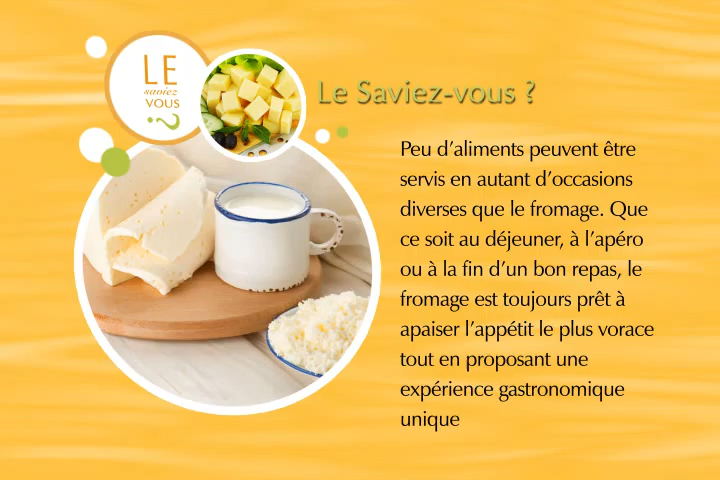 LE
saviez
VOUS
?
Le Saviez-vous ?
Peu d’aliments peuvent être
servis en autant d’occasions
diverses que le fromage. Que
ce soit au déjeuner, à l’apéro
ou à la fin d’un bon repas, le
fromage est toujours prêt à
apaiser l’appétit le plus vorace
tout en proposant une
expérience gastronomique
unique